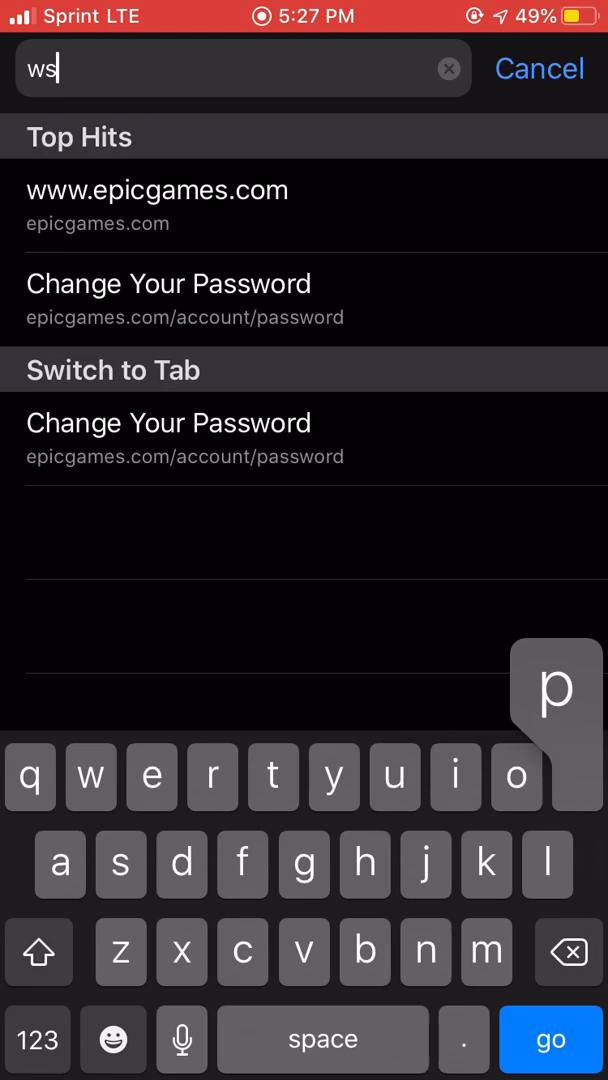 Sprint LTE 5:27 PM 49%
ws Cancel
Top Hits
www.epicgames.com
epicgames.com
Change Your Password
epicgames.com/account/password
Switch to Tab
Change Your Password
epicgames.com/account/password
p
q w e r t y u i o
a s d f g h j k l
z x c v b n m
123 space . go